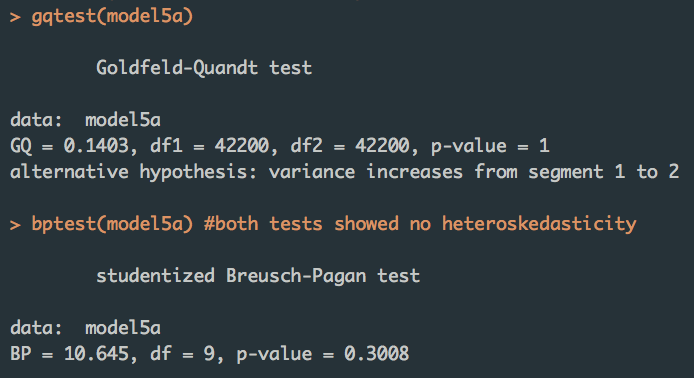 > gqtest(model5a)
Goldfeld-Quandt test
data:  model5a
GQ = 0.1403, df1 = 42200, df2 = 42200, p-value = 1
alternative hypothesis: variance increases from segment 1 to 2
> bptest(model5a) #both tests showed no heteroskedasticity
studentized Breusch-Pagan test
data:  model5a
BP = 10.645, df = 9, p-value = 0.3008